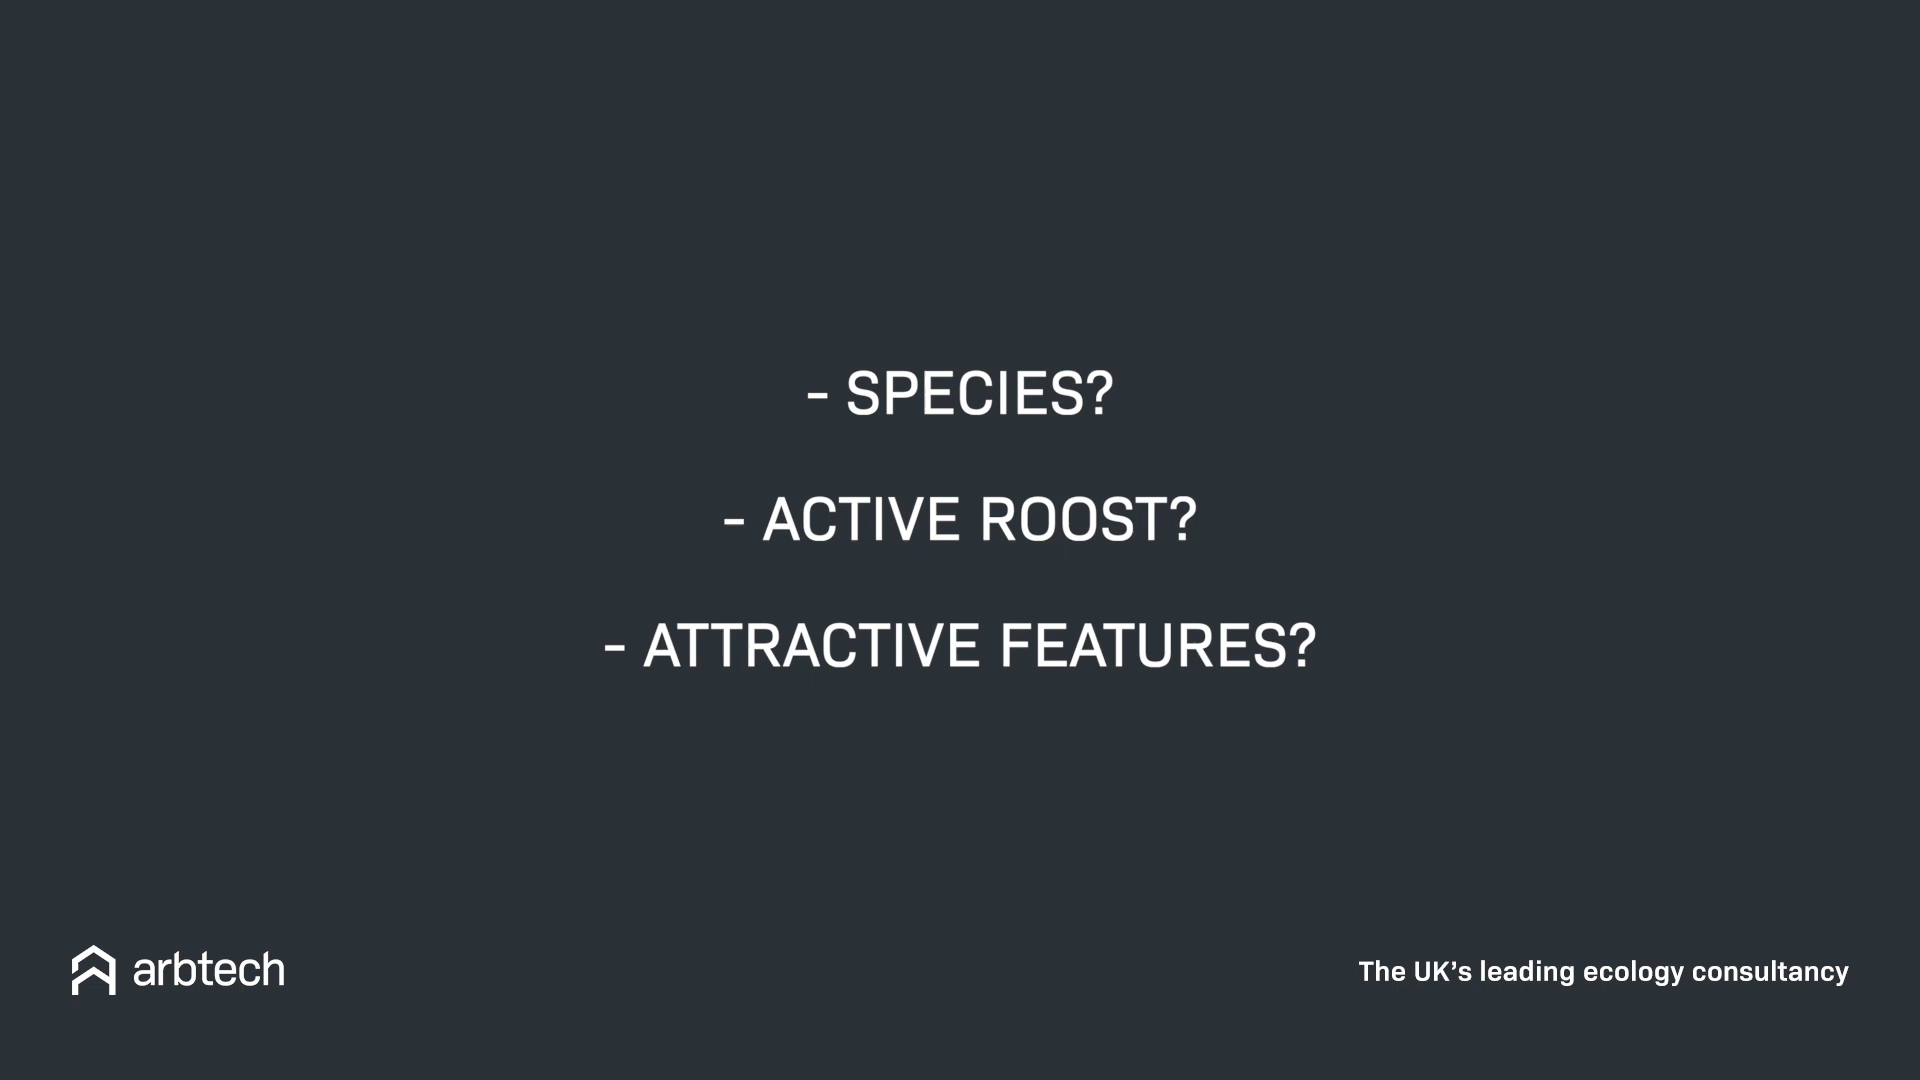 - SPECIES?
- ACTIVE ROOST?
- ATTRACTIVE FEATURES?
arbtech
The UK’s leading ecology consultancy